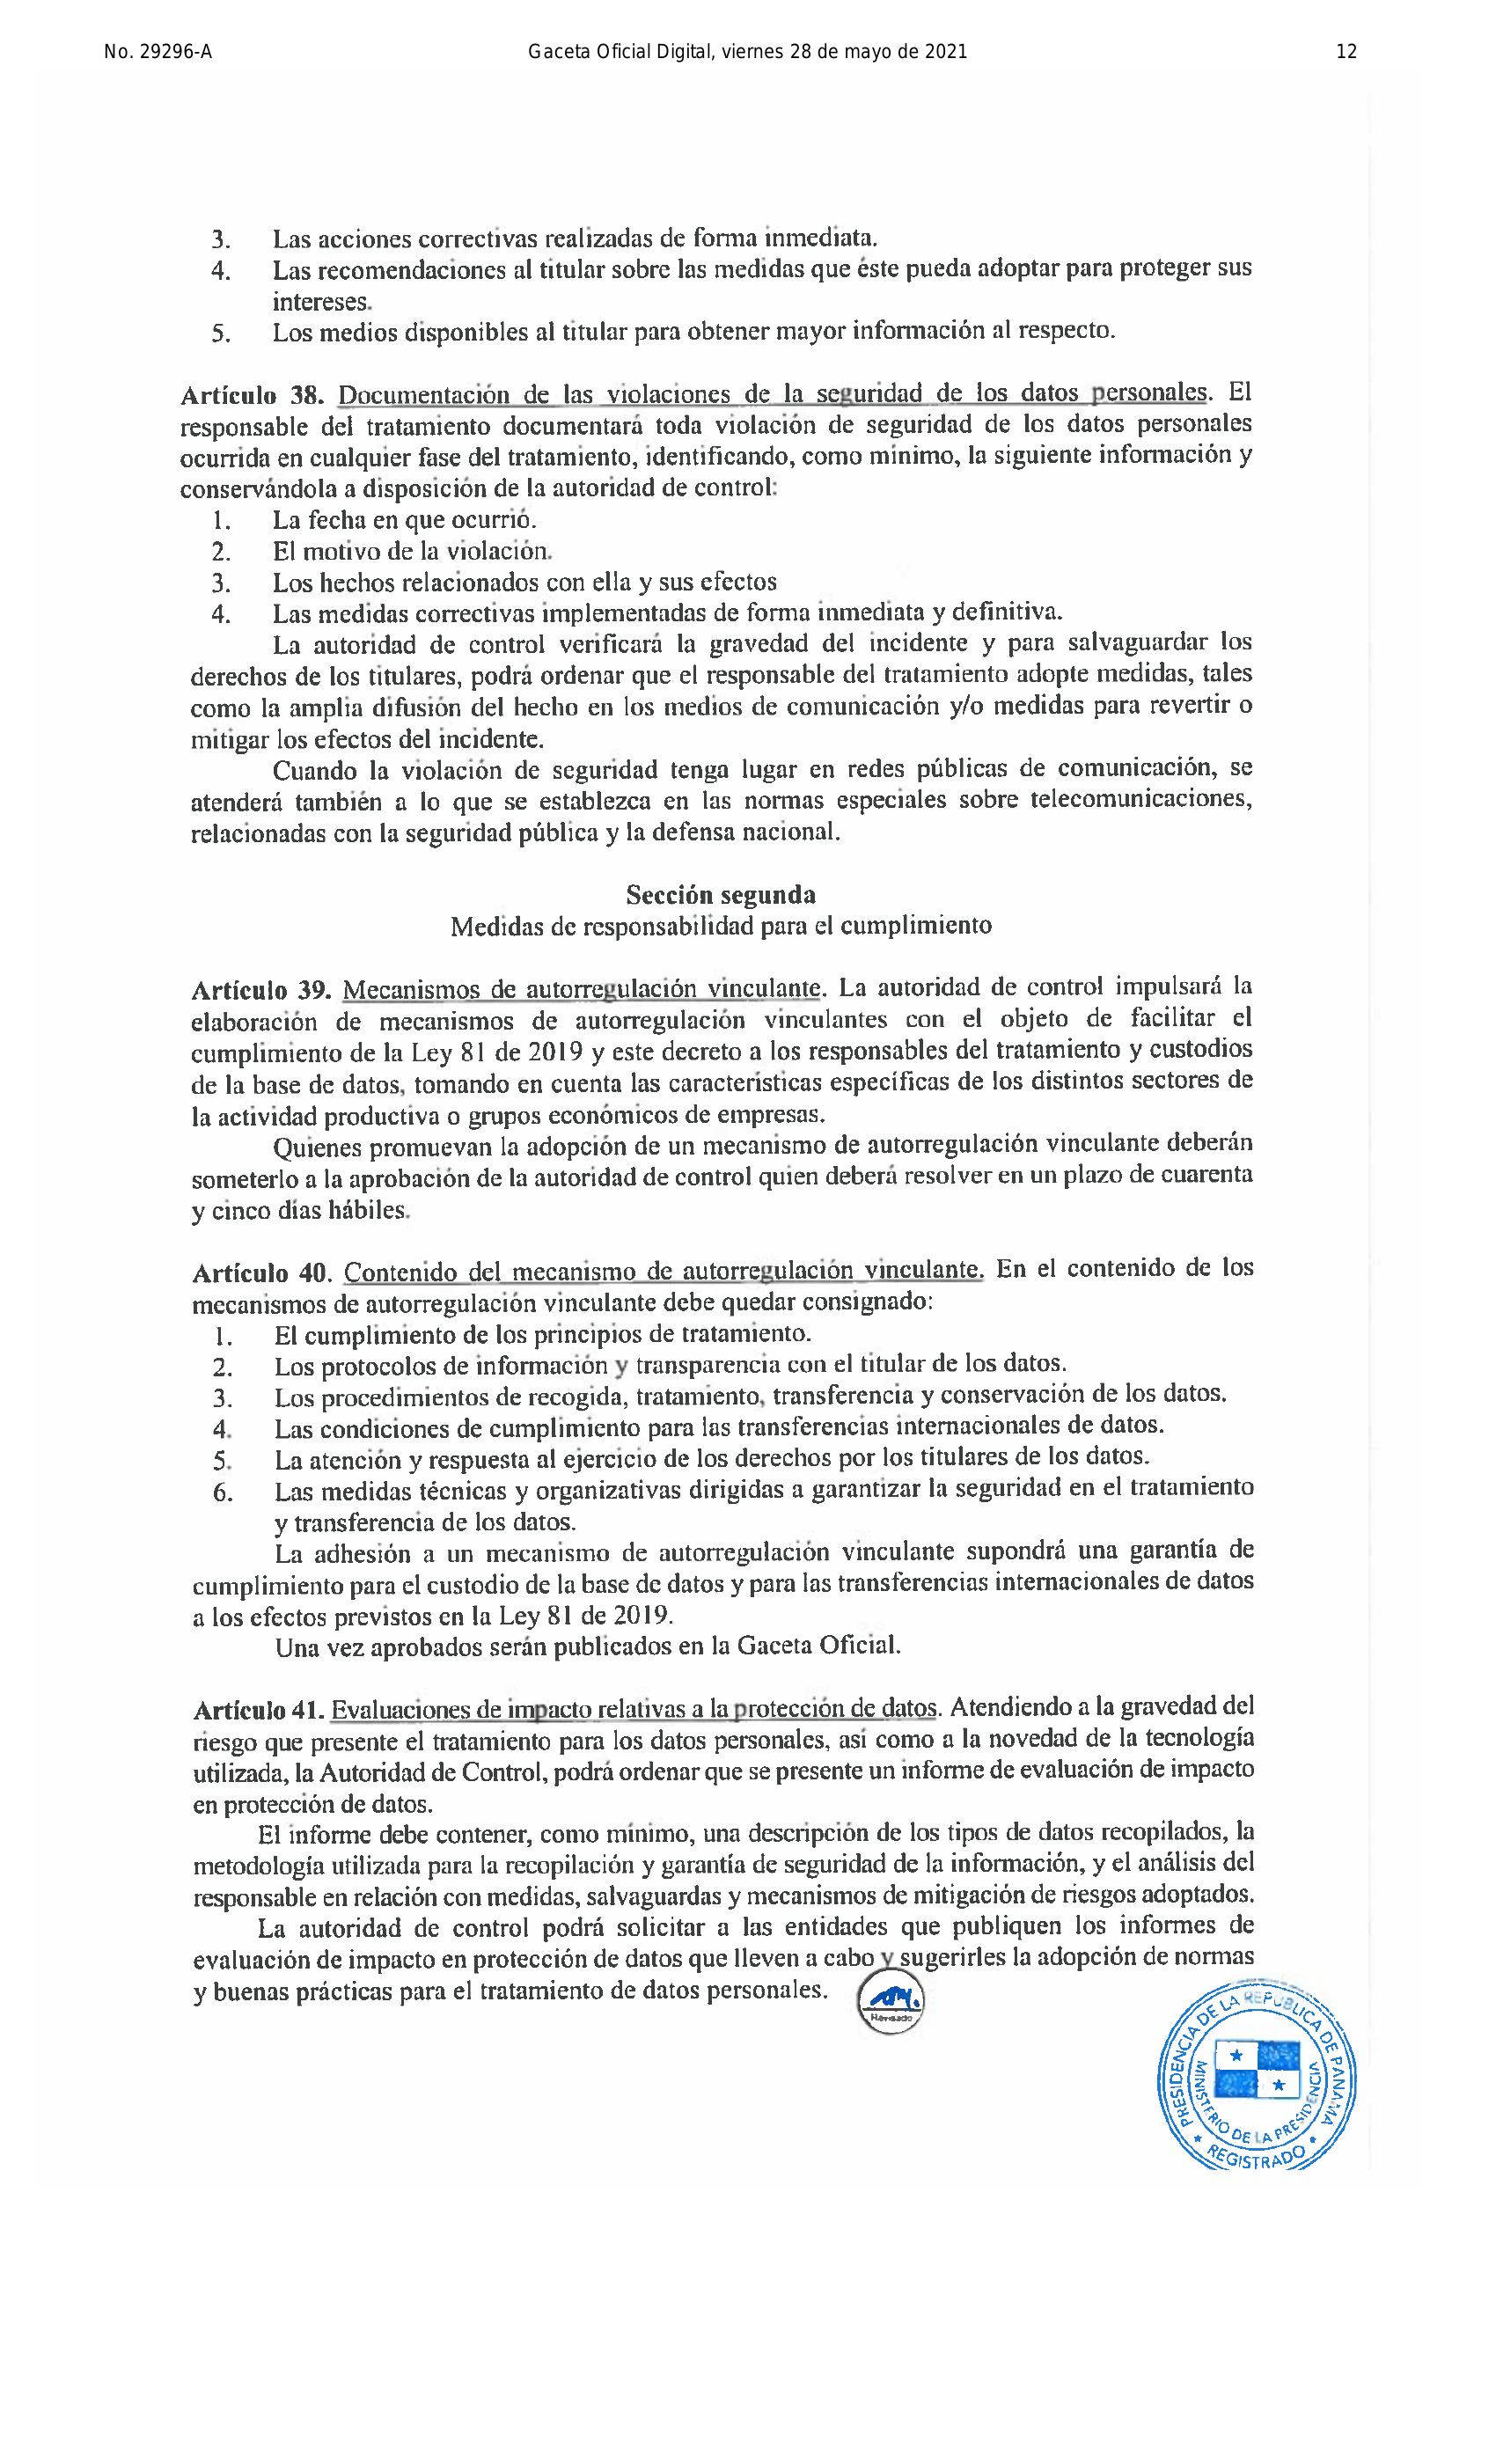 No. 29296-A
Gaceta Oficial Digital, viernes 28 de mayo de 2021
12
3. Las acciones correctivas realizadas de forma inmediata.
4. Las recomendaciones al titular sobre las medidas que éste pueda adoptar para proteger sus
intereses.
5. Los medios disponibles al titular para obtener mayor información al respecto.
Artículo 38. Documentación de las violaciones de la seguridad de los datos personales. El
responsable del tratamiento documentará toda violación de seguridad de los datos personales
ocurrida en cualquier fase del tratamiento, identificando, como mínimo, la siguiente información y
conservándola a disposición de la autoridad de control:
1. La fecha en que ocurrió.
2. El motivo de la violación.
3. Los hechos relacionados con ella y sus efectos
4. Las medidas correctivas implementadas de forma inmediata y definitiva.
La autoridad de control verificará la gravedad del incidente y para salvaguardar los
derechos de los titulares, podrá ordenar que el responsable del tratamiento adopte medidas, tales
como la amplia difusión del hecho en los medios de comunicación y/o medidas para revertir o
mitigar los efectos del incidente.
Cuando la violación de seguridad tenga lugar en redes públicas de comunicación, se
atenderá también a lo que se establezca en las normas especiales sobre telecomunicaciones,
relacionadas con la seguridad pública y la defensa nacional.
Sección segunda
Medidas de responsabilidad para el cumplimiento
Artículo 39. Mecanismos de autorregulación vinculante. La autoridad de control impulsará la
elaboración de mecanismos de autorregulación vinculantes con el objeto de facilitar el
cumplimiento de la Ley 81 de 2019 y este decreto a los responsables del tratamiento y custodios
de la base de datos, tomando en cuenta las características específicas de los distintos sectores de
la actividad productiva o grupos económicos de empresas.
Quienes promuevan la adopción de un mecanismo de autorregulación vinculante deberán
someterlo a la aprobación de la autoridad de control quien deberá resolver en un plazo de cuarenta
y cinco días hábiles.
Artículo 40. Contenido del mecanismo de autorregulación vinculante. En el contenido de los
mecanismos de autorregulación vinculante debe quedar consignado:
1. El cumplimiento de los principios de tratamiento.
2. Los protocolos de información y transparencia con el titular de los datos.
3. Los procedimientos de recogida, tratamiento, transferencia y conservación de los datos.
4. Las condiciones de cumplimiento para las transferencias internacionales de datos.
5. La atención y respuesta al ejercicio de los derechos por los titulares de los datos.
6. Las medidas técnicas y organizativas dirigidas a garantizar la seguridad en el tratamiento
y transferencia de los datos.
La adhesión a un mecanismo de autorregulación vinculante supondrá una garantía de
cumplimiento para el custodio de la base de datos y para las transferencias internacionales de datos
a los efectos previstos en la Ley 81 de 2019.
Una vez aprobados serán publicados en la Gaceta Oficial.
Artículo 41. Evaluaciones de impacto relativas a la protección de datos. Atendiendo a la gravedad del
riesgo que presente el tratamiento para los datos personales, así como a la novedad de la tecnología
utilizada, la Autoridad de Control, podrá ordenar que se presente un informe de evaluación de impacto
en protección de datos.
El informe debe contener, como mínimo, una descripción de los tipos de datos recopilados, la
metodología utilizada para la recopilación y garantía de seguridad de la información, y el análisis del
responsable en relación con medidas, salvaguardas y mecanismos de mitigación de riesgos adoptados.
La autoridad de control podrá solicitar a las entidades que publiquen los informes de
evaluación de impacto en protección de datos que lleven a cabo y sugerirles la adopción de normas
y buenas prácticas para el tratamiento de datos personales.
Revisado
PRESIDENCIA DE LA REPUBLICA DE PANAMA
MINISTERIO DE LA PRESIDENCIA
REGISTRADO